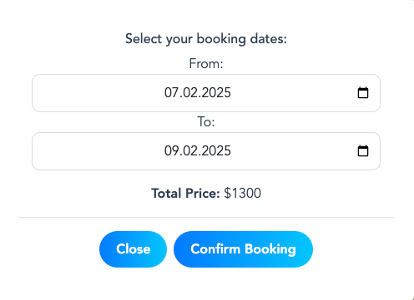 Select your booking dates:
From:
07.02.2025
To:
09.02.2025
Total Price: $1300
Close Confirm Booking